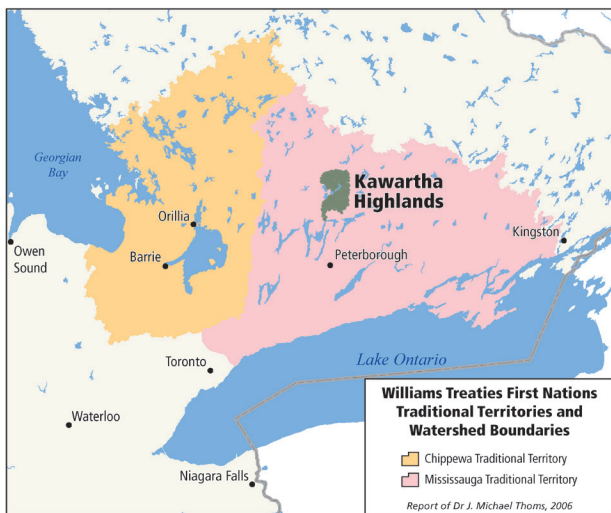 Georgian
Bay
Orillia
Kawartha
Highlands
Owen
Sound
Barrie
Peterborough
Kingston
Toronto
Lake Ontario
Waterloo
Niagara Falls
Williams Treaties First Nations
Traditional Territories and
Watershed Boundaries
Chippewa Traditional Territory
Mississauga Traditional Territory
Report of Dr J. Michael Thoms, 2006